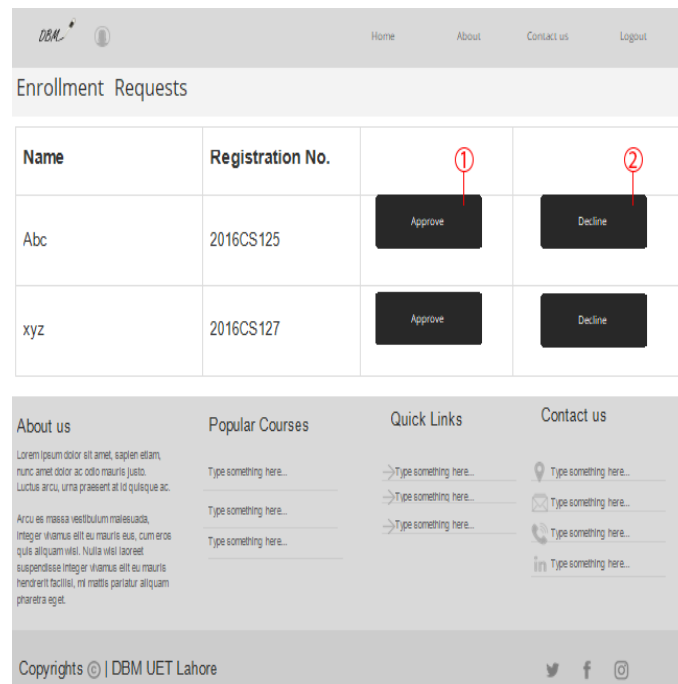 DBM
Home About Contact us Logout
Enrollment Requests
Name Registration No. 1 2
Abc 2016CS125 Approve Decline
xyz 2016CS127 Approve Decline
About us
Lorem ipsum dolor sit amet, sapien etiam,
nunc amet dolor ac odio mauris justo.
Luctus arcu, urna praesent at id quisque ac.
Arcu es massa vestibulum malesuada,
integer vivamus elit eu mauris eus, cum eros
quis aliquam wisi. Nulla wisi laoreet
suspendisse integer vivamus elit eu mauris
hendrerit facilisi, mi mattis pariatur aliquam
pharetra eget.
Popular Courses
Type something here...
Type something here...
Type something here...
Quick Links
Type something here...
Type something here...
Type something here...
Contact us
Type something here...
Type something here...
Type something here...
in Type something here...
Copyrights © | DBM UET Lahore